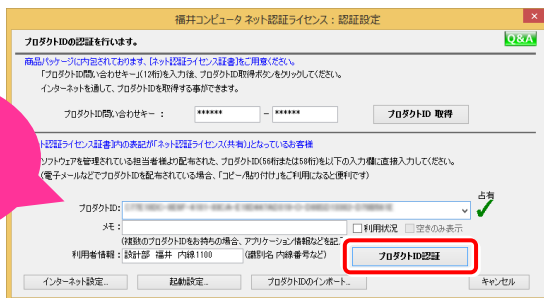 福井コンピュータ ネット認証ライセンス：認証設定
×
プロダクトIDの認証を行います。
Q&A
商品パッケージに内包されております、[ネット認証ライセンス証書]をご用意ください。
「プロダクトID問い合わせキー」(12桁)を入力後、プロダクトID取得ボタンをクリックしてください。
インターネットを通して、プロダクトIDを取得する事ができます。
プロダクトID問い合わせキー ： ****** - ****** プロダクトID 取得
ネット認証ライセンス証書]内の表記が「ネット認証ライセンス(共有)」となっているお客様
ソフトウェアを管理されている担当者様より配布された、プロダクトID(56桁または58桁)を以下の入力欄に直接入力してください。
(電子メールなどでプロダクトIDを配布されている場合、「コピー/貼り付け」をご利用になると便利です)
占有
プロダクトID:
メモ： 利用状況 空きのみ表示
(複数のプロダクトIDをお持ちの場合、アプリケーション情報などを記
利用者情報： 設計部 福井 内線1100 (識別名 内線番号など) プロダクトID認証
インターネット設定... 起動設定... プロダクトIDのインポート... キャンセル